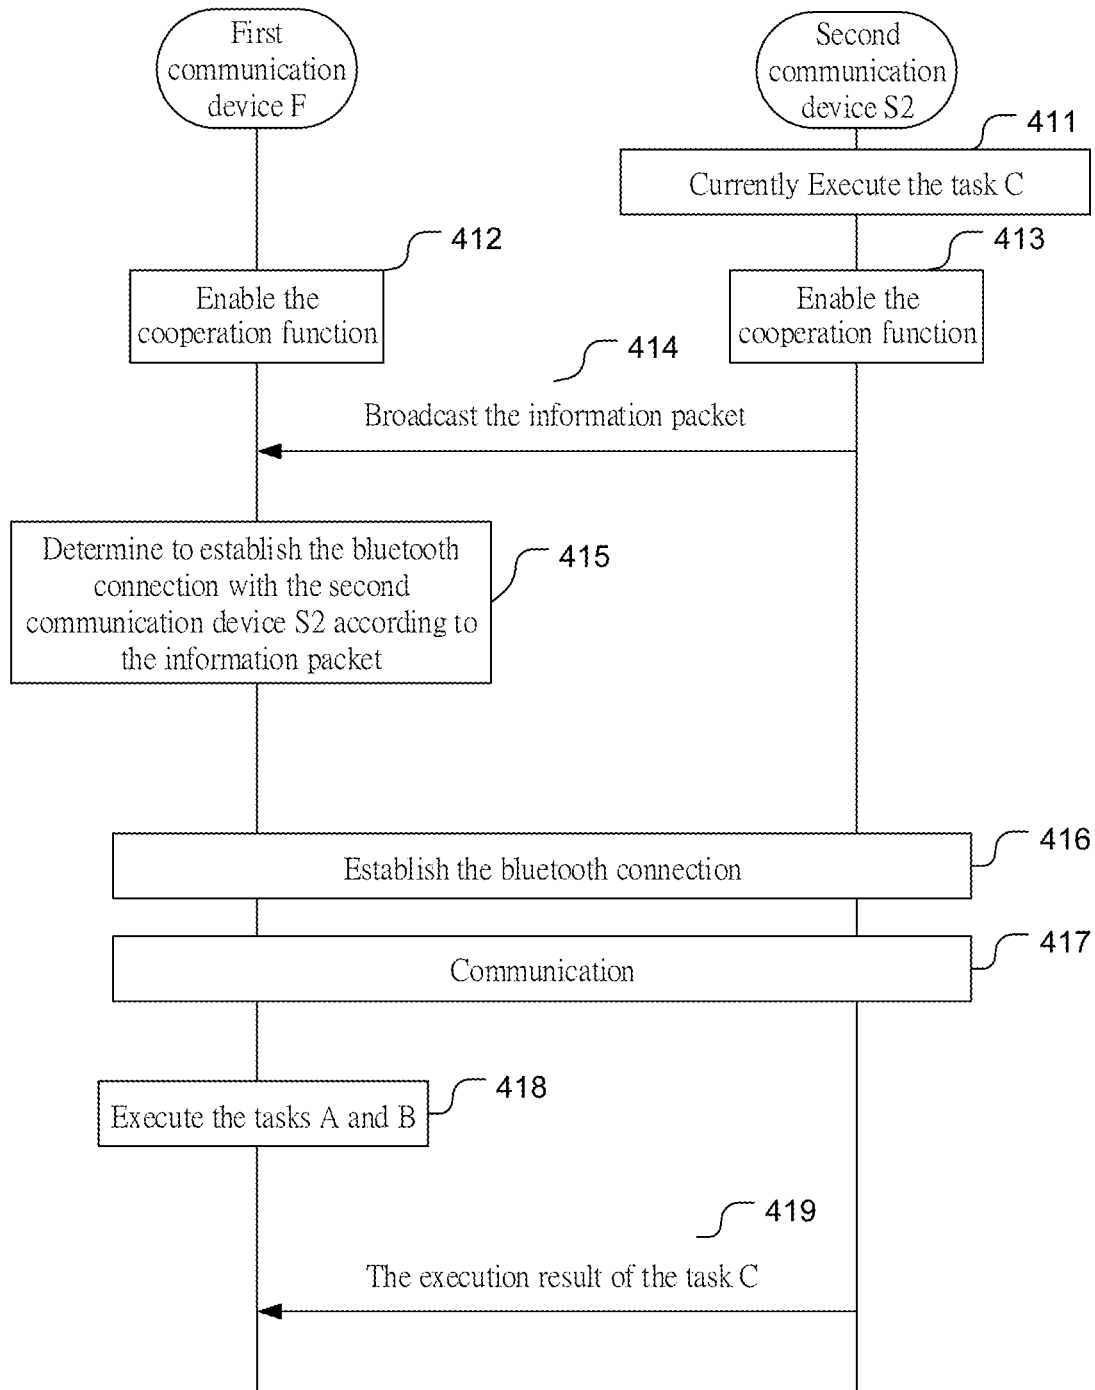 First
communication
device F
Second
communication
device S2
411
Currently Execute the task C
412
413
Enable the
cooperation function
Enable the
cooperation function
414
Broadcast the information packet
Determine to establish the bluetooth
connection with the second
communication device S2 according to
the information packet
415
416
Establish the bluetooth connection
417
Communication
418
Execute the tasks A and B
419
The execution result of the task C